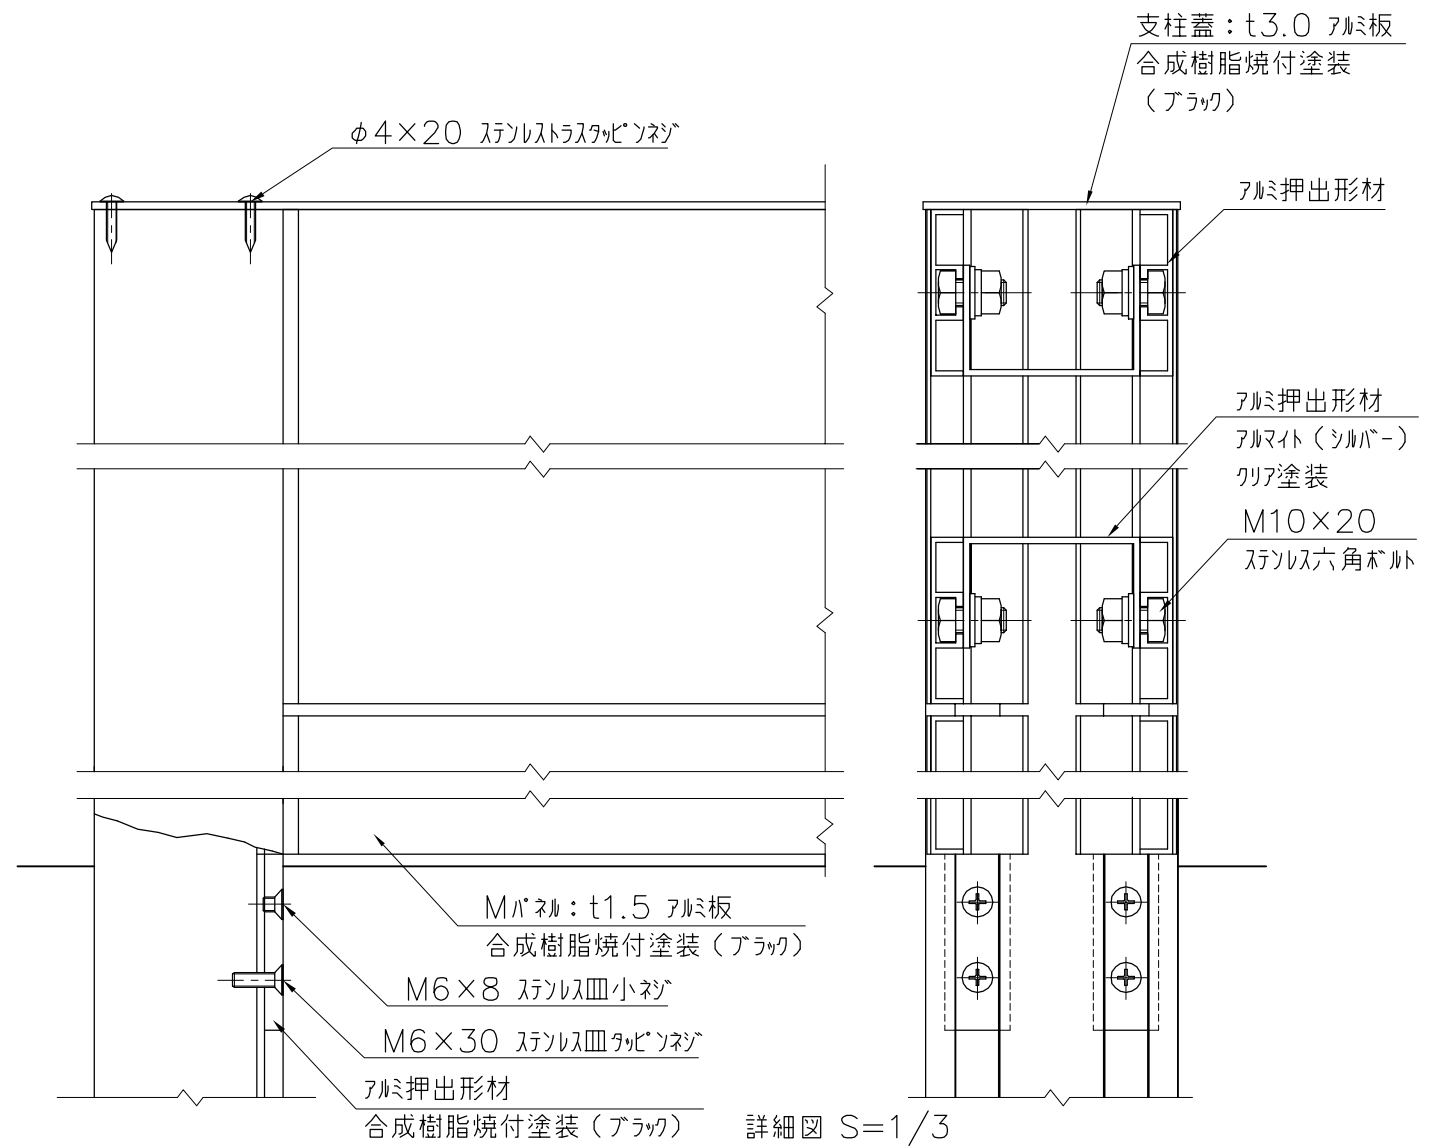 支柱蓋：t3.0 ｱﾙﾐ板
合成樹脂焼付塗装
（ﾌﾞﾗｯｸ）
φ4×20 ｽﾃﾝﾚｽﾄﾗｽﾀｯﾋﾟﾝﾈｼﾞ
ｱﾙﾐ押出形材
ｱﾙﾐ押出形材
ｱﾙﾏｲﾄ（ｼﾙﾊﾞｰ）
ｸﾘｱ塗装
M10×20
ｽﾃﾝﾚｽ六角ﾎﾞﾙﾄ
Mﾊﾟﾈﾙ：t1.5 ｱﾙﾐ板
合成樹脂焼付塗装（ﾌﾞﾗｯｸ）
M6×8 ｽﾃﾝﾚｽ皿小ﾈｼﾞ
M6×30 ｽﾃﾝﾚｽ皿ﾀｯﾋﾟﾝﾈｼﾞ
ｱﾙﾐ押出形材
合成樹脂焼付塗装（ﾌﾞﾗｯｸ）
詳細図 S=1/3